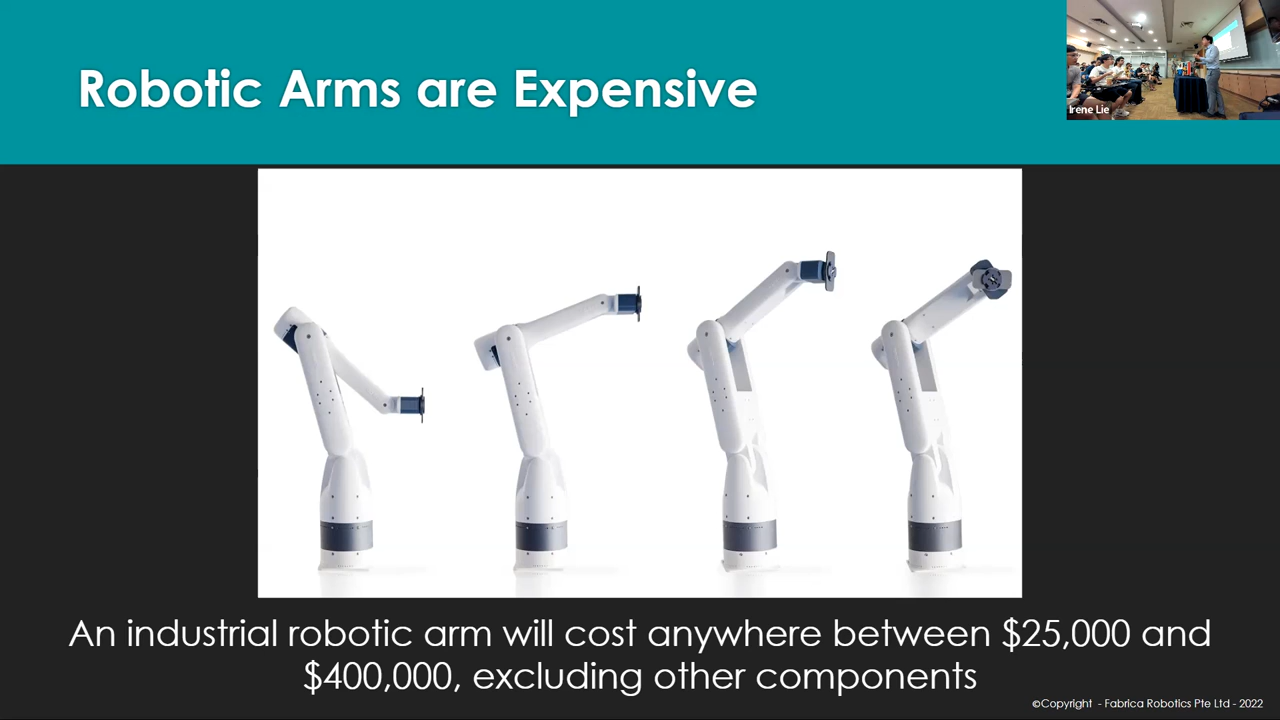 Robotic Arms are Expensive
Irene Lie
An industrial robotic arm will cost anywhere between $25,000 and
$400,000, excluding other components
©Copyright - Fabrica Robotics Pte Ltd - 2022